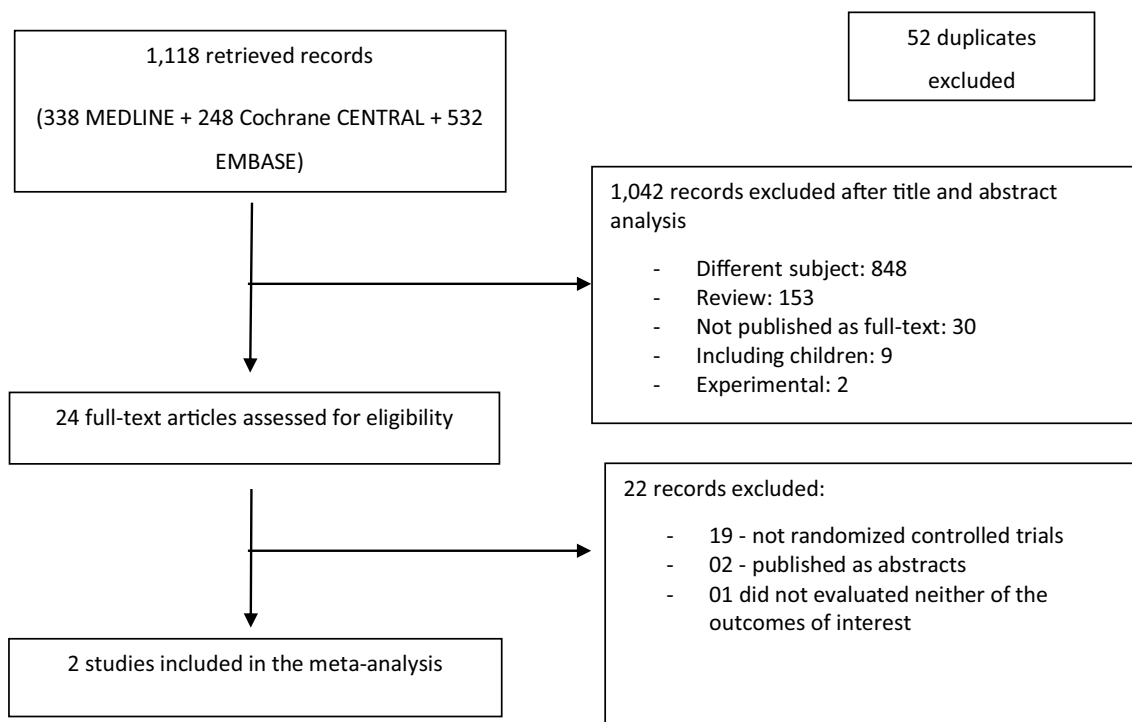 1,118 retrieved records
(338 MEDLINE + 248 Cochrane CENTRAL + 532
EMBASE)
52 duplicates
excluded
1,042 records excluded after title and abstract
analysis
- Different subject: 848
- Review: 153
- Not published as full-text: 30
- Including children: 9
- Experimental: 2
24 full-text articles assessed for eligibility
22 records excluded:
- 19 - not randomized controlled trials
- 02 - published as abstracts
- 01 did not evaluated neither of the
outcomes of interest
2 studies included in the meta-analysis